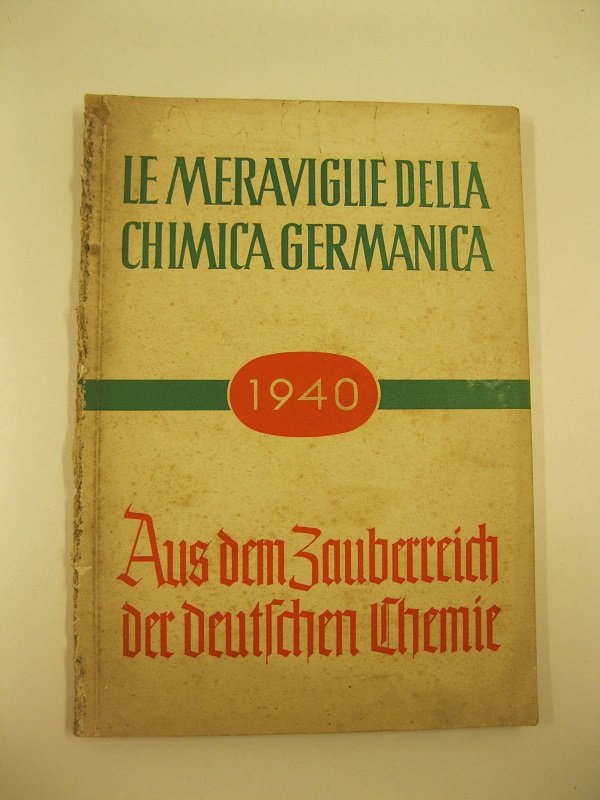 LE MERAVIGLIE DELLA
CHIMICA GERMANICA
1940
Aus dem Zauberreich
der deutſchen Chemie